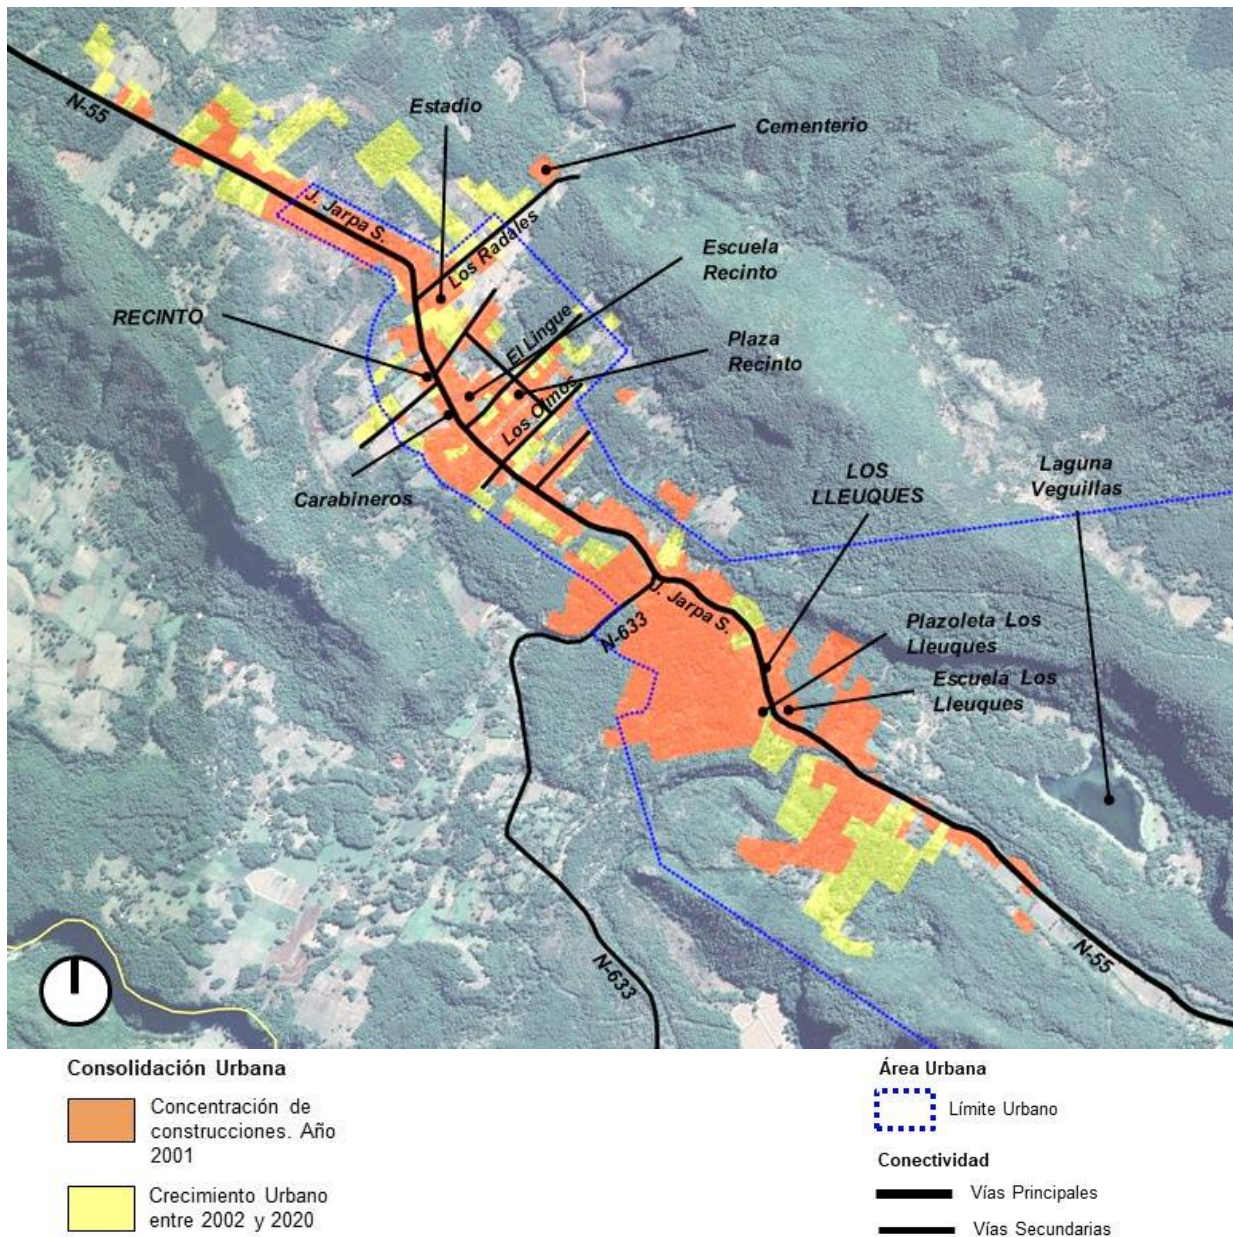 N-55
Estadio
Cementerio
J. Jarpa S.
Los Radales
Escuela
Recinto
RECINTO
El Lingue
Plaza
Recinto
Los Olmos
Carabineros
LOS
LLEUQUES
Laguna
Veguillas
J. Jarpa S.
N-633
Plazoleta Los
Lleuques
Escuela Los
Lleuques
N-633
N-55
Consolidación Urbana
Concentración de
construcciones. Año
2001
Crecimiento Urbano
entre 2002 y 2020
Área Urbana
Límite Urbano
Conectividad
Vías Principales
Vías Secundarias